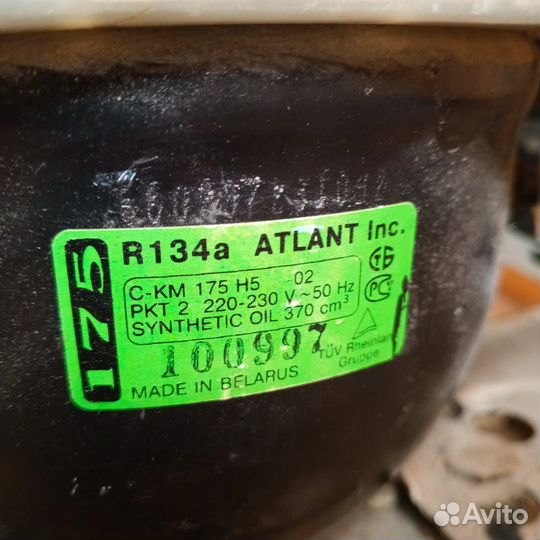 175
R134a ATLANT Inc.
C-KM 175 H5 02
PKT 2 220-230 V ~ 50 Hz
SYNTHETIC OIL 370 cm³
100997
TÜV Rheinland
Gruppe
MADE IN BELARUS
Avito